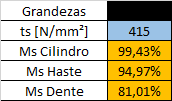 Grandezas
ts [N/mm²] 415
Ms Cilindro 99,43%
Ms Haste 94,97%
Ms Dente 81,01%